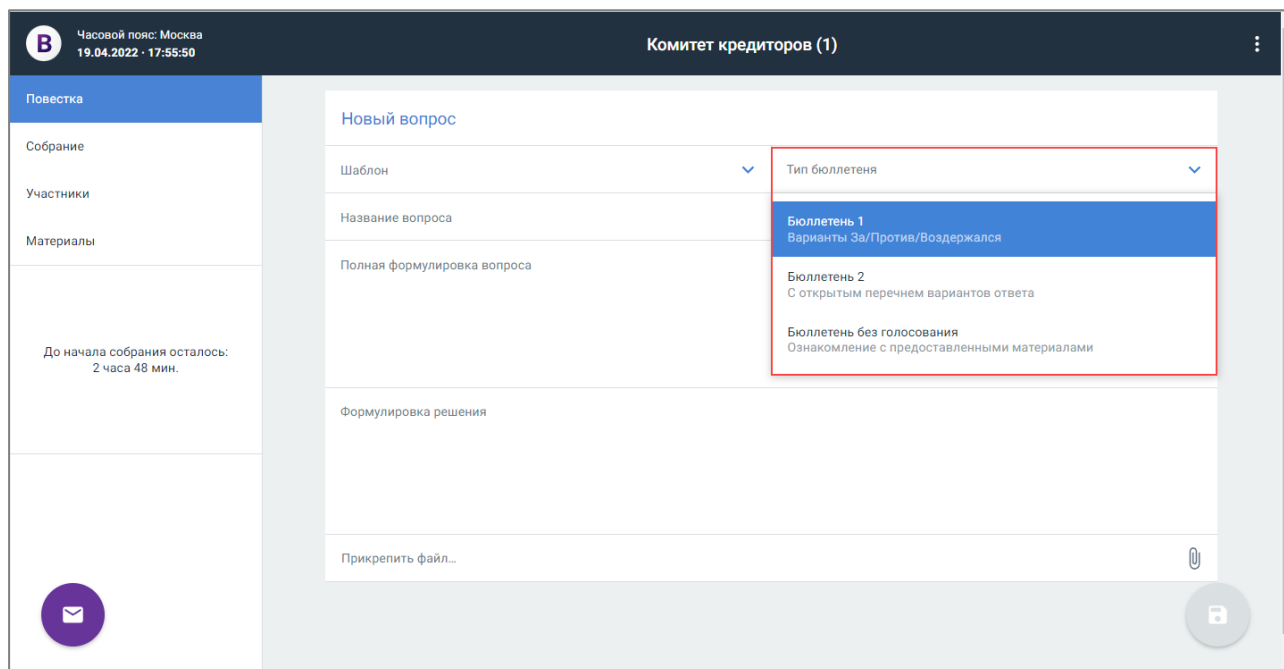 B
Часовой пояс: Москва
19.04.2022 · 17:55:50
Комитет кредиторов (1)
Повестка
Собрание
Участники
Материалы
До начала собрания осталось:
2 часа 48 мин.
Новый вопрос
Шаблон
Тип бюллетеня
Название вопроса
Бюллетень 1
Варианты За/Против/Воздержался
Полная формулировка вопроса
Бюллетень 2
С открытым перечнем вариантов ответа
Бюллетень без голосования
Ознакомление с предоставленными материалами
Формулировка решения
Прикрепить файл...